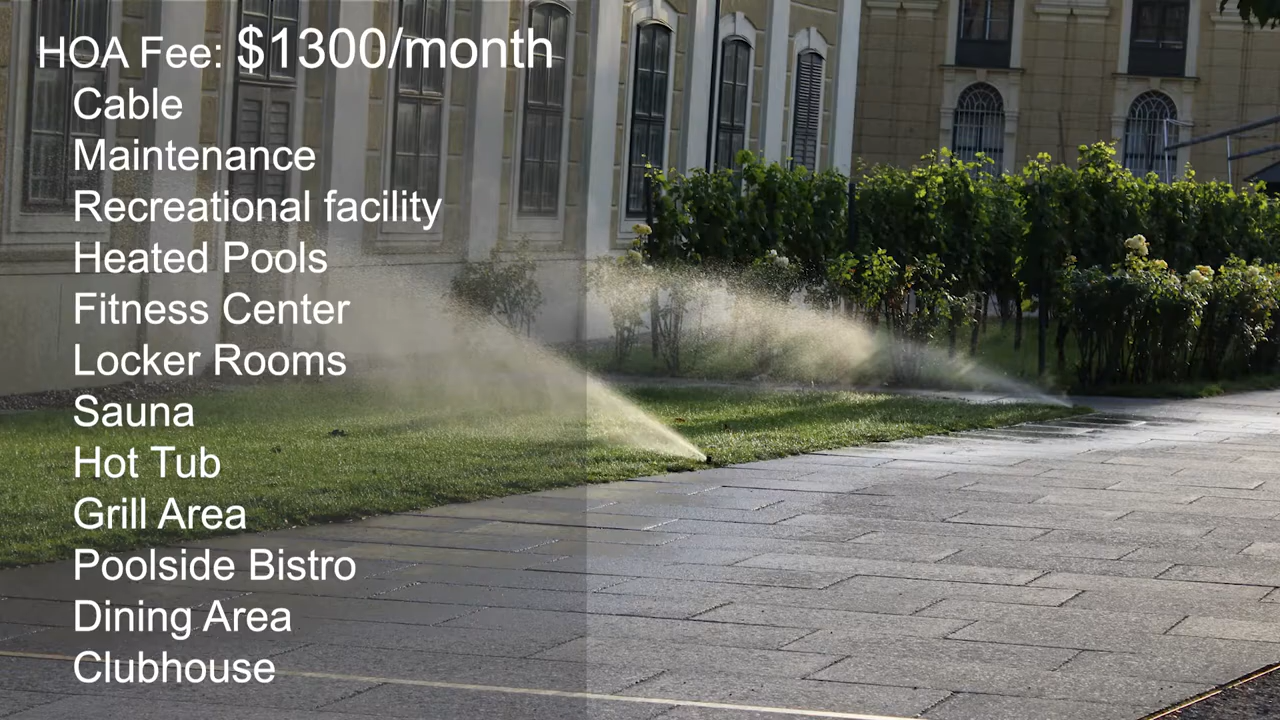 HOA Fee: $1300/month
Cable
Maintenance
Recreational facility
Heated Pools
Fitness Center
Locker Rooms
Sauna
Hot Tub
Grill Area
Poolside Bistro
Dining Area
Clubhouse